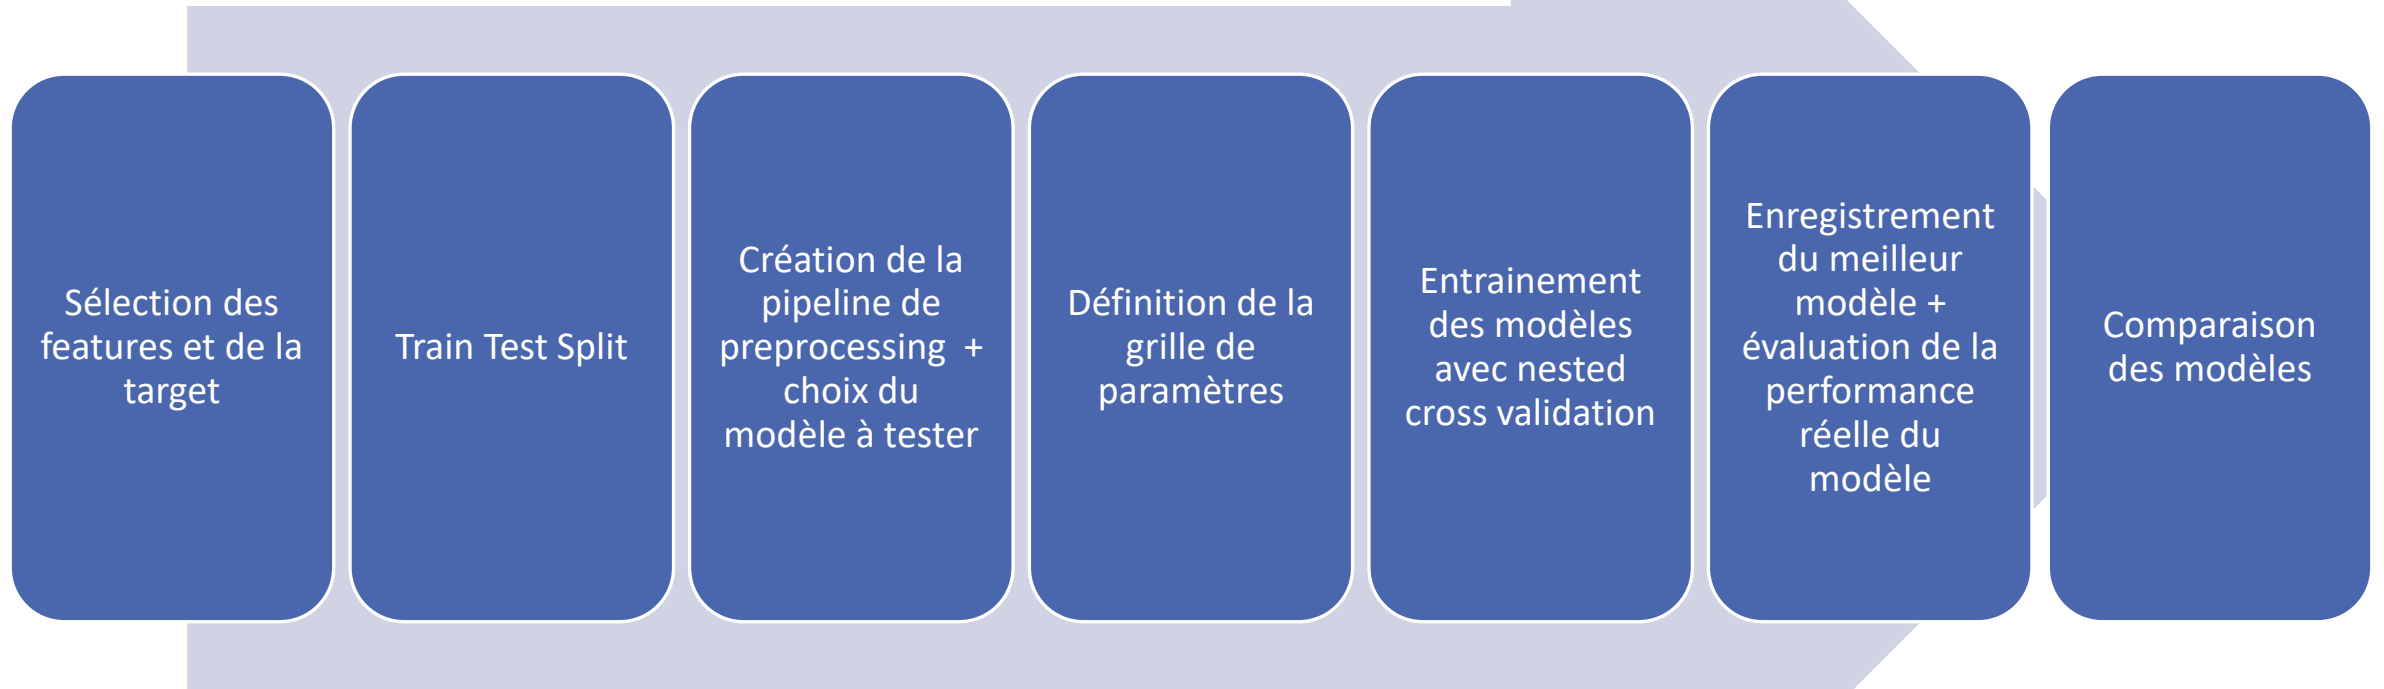 Sélection des
features et de la
target
Train Test Split
Création de la
pipeline de
preprocessing  +
choix du
modèle à tester
Définition de la
grille de
paramètres
Entrainement
des modèles
avec nested
cross validation
Enregistrement
du meilleur
modèle +
évaluation de la
performance
réelle du
modèle
Comparaison
des modèles